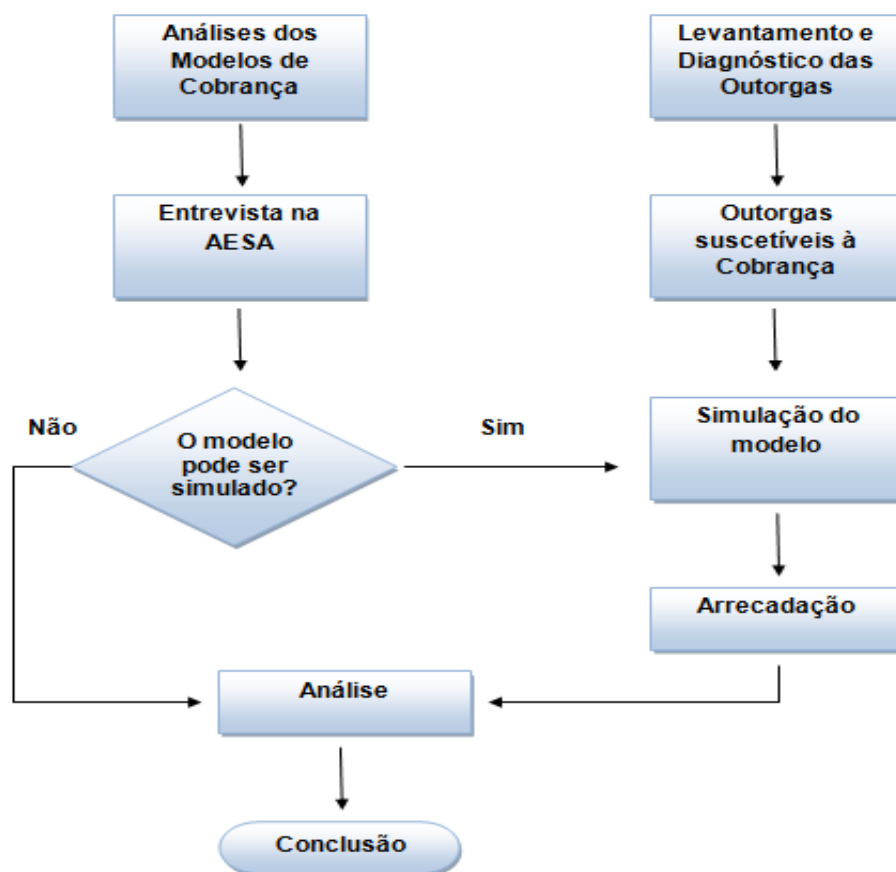 Análises dos
Modelos de
Cobrança
Levantamento e
Diagnóstico das
Outorgas
Entrevista na
AESA
Outorgas
suscetíveis à
Cobrança
Não
O modelo
pode ser
simulado?
Sim
Simulação do
modelo
Arrecadação
Análise
Conclusão